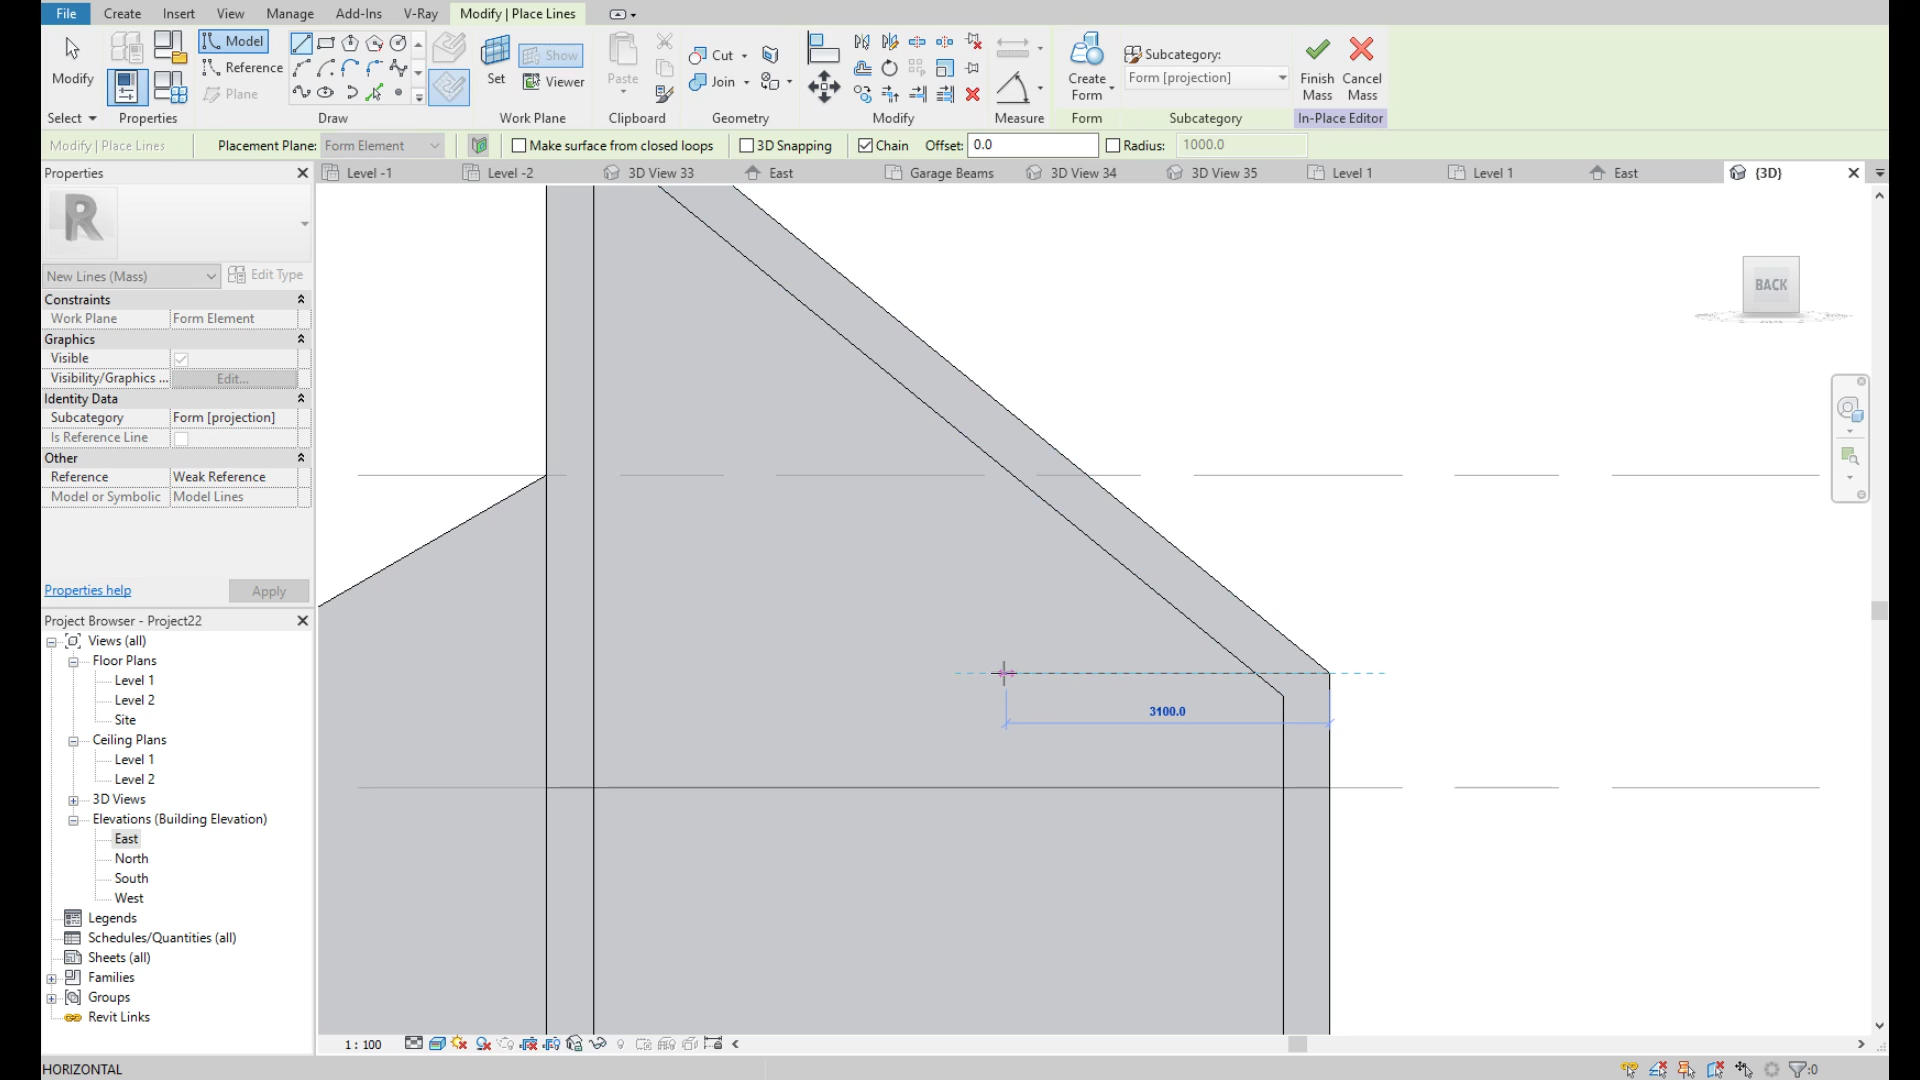 File Create Insert View Manage Add-Ins V-Ray Modify | Place Lines
Modify
Model
Reference
Plane
Set
Show
Viewer
Paste
Cut
Join
Create
Form
Subcategory:
Form [projection]
Finish
Mass
Cancel
Mass
Select Properties Draw Work Plane Clipboard Geometry Modify Measure Form Subcategory In-Place Editor
Modify | Place Lines Placement Plane: Form Element Make surface from closed loops 3D Snapping Chain Offset: 0.0 Radius: 1000.0
Properties
Level -1 Level -2 3D View 33 East Garage Beams 3D View 34 3D View 35 Level 1 Level 1 East {3D}
R
New Lines (Mass) Edit Type
Constraints
Work Plane Form Element
Graphics
Visible
Visibility/Graphics ... Edit...
Identity Data
Subcategory Form [projection]
Is Reference Line
Other
Reference Weak Reference
Model or Symbolic Model Lines
Properties help Apply
Project Browser - Project22
Views (all)
Floor Plans
Level 1
Level 2
Site
Ceiling Plans
Level 1
Level 2
3D Views
Elevations (Building Elevation)
East
North
South
West
Legends
Schedules/Quantities (all)
Sheets (all)
Families
Groups
Revit Links
BACK
3100.0
1 : 100
HORIZONTAL
:0